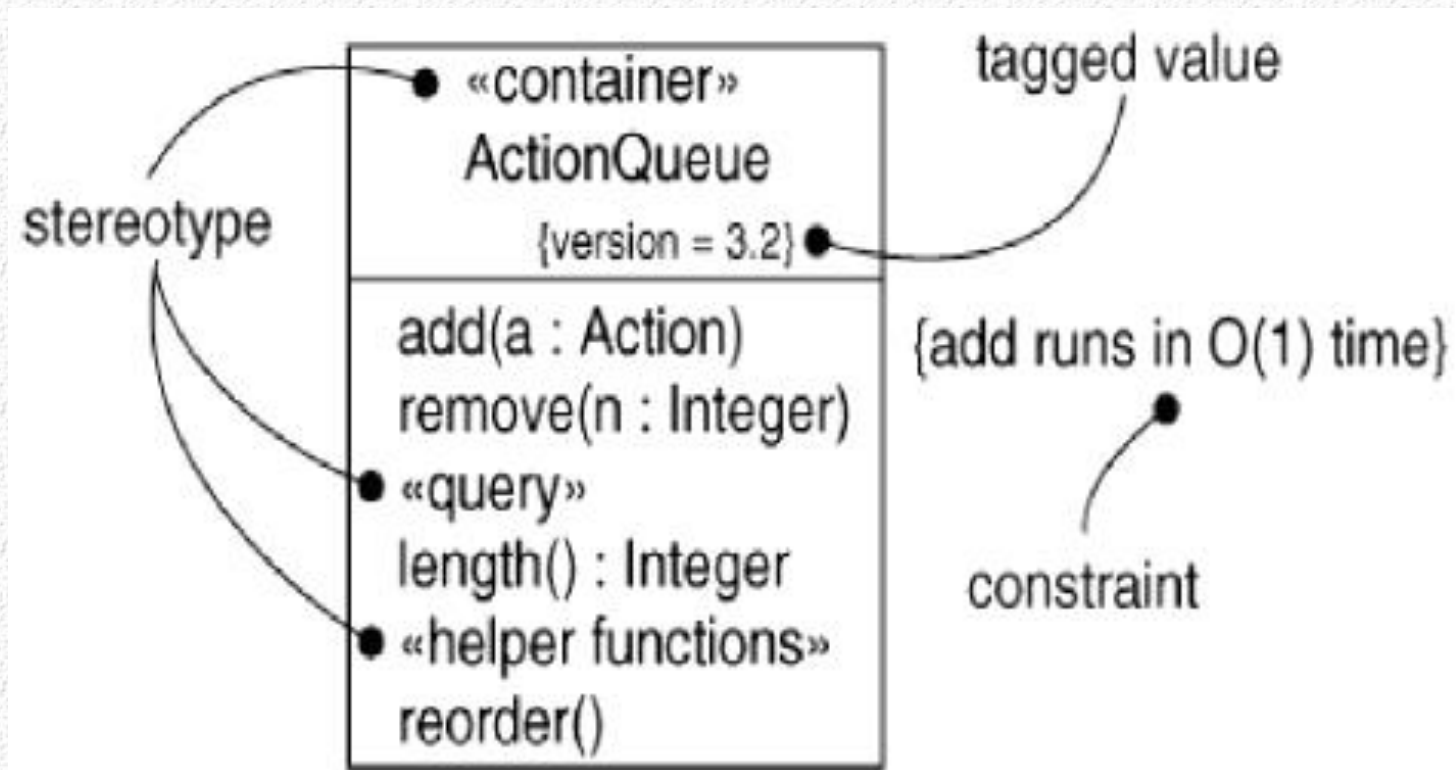 «container»
tagged value
ActionQueue
stereotype
{version = 3.2}
add(a : Action)
{add runs in O(1) time}
remove(n : Integer)
«query»
length() : Integer
constraint
«helper functions»
reorder()